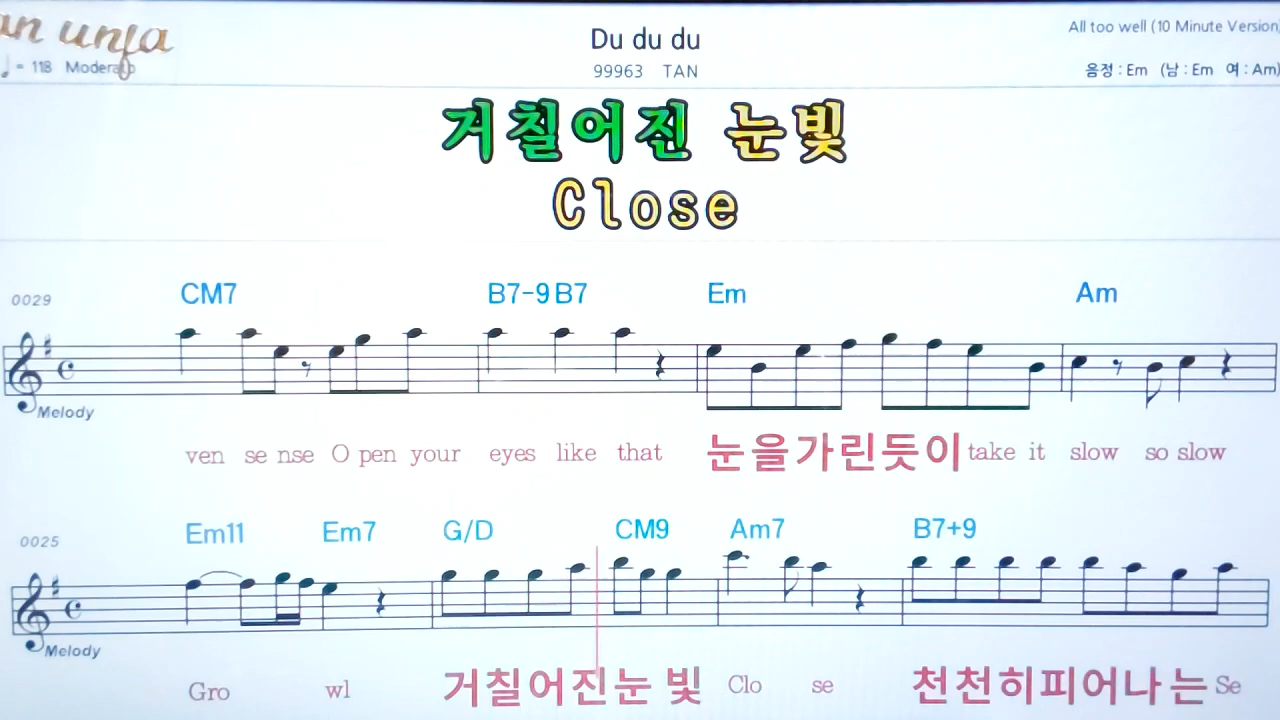 an unfa
Du du du
All too well (10 Minute Version)
♩ = 118 Moderato
99963 TAN
음정 : Em (남 : Em 여 : Am)
거칠어진 눈빛
Close
0029 CM7 B7-9 B7 Em Am
Melody
ven se nse O pen your eyes like that 눈을가린듯이 take it slow so slow
0025 Em11 Em7 G/D CM9 Am7 B7+9
Melody
Gro wl 거칠어진눈 빛 Clo se 천천히피어나는 Se